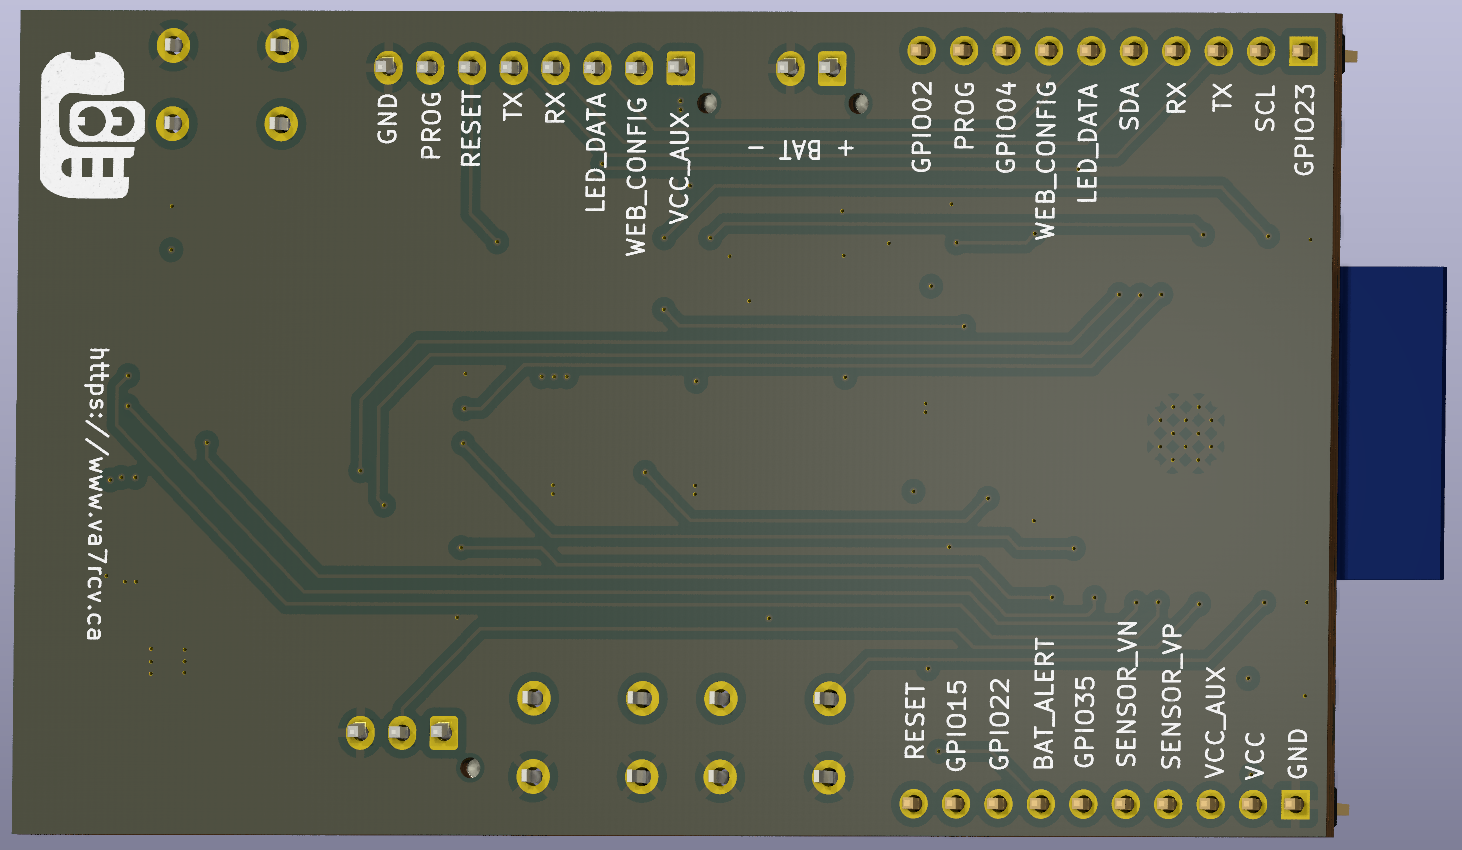 GND
PROG
RESET
TX
RX
LED_DATA
WEB_CONFIG
VCC_AUX
+ BAT -
GPIO02
PROG
GPIO04
WEB_CONFIG
LED_DATA
SDA
RX
TX
SCL
GPIO23
https://www.va7rcv.ca
RESET
GPIO15
GPIO22
BAT_ALERT
GPIO35
SENSOR_VN
SENSOR_VP
VCC_AUX
VCC
GND